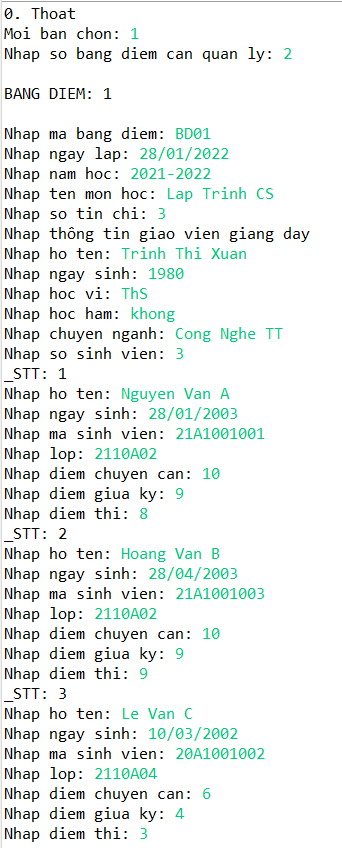 0. Thoat
Moi ban chon: 1
Nhap so bang diem can quan ly: 2
BANG DIEM: 1
Nhap ma bang diem: BD01
Nhap ngay lap: 28/01/2022
Nhap nam hoc: 2021-2022
Nhap ten mon hoc: Lap Trinh CS
Nhap so tin chi: 3
Nhap thông tin giao vien giang day
Nhap ho ten: Trinh Thi Xuan
Nhap ngay sinh: 1980
Nhap hoc vi: ThS
Nhap hoc ham: khong
Nhap chuyen nganh: Cong Nghe TT
Nhap so sinh vien: 3
_STT: 1
Nhap ho ten: Nguyen Van A
Nhap ngay sinh: 28/01/2003
Nhap ma sinh vien: 21A1001001
Nhap lop: 2110A02
Nhap diem chuyen can: 10
Nhap diem giua ky: 9
Nhap diem thi: 8
_STT: 2
Nhap ho ten: Hoang Van B
Nhap ngay sinh: 28/04/2003
Nhap ma sinh vien: 21A1001003
Nhap lop: 2110A02
Nhap diem chuyen can: 10
Nhap diem giua ky: 9
Nhap diem thi: 9
_STT: 3
Nhap ho ten: Le Van C
Nhap ngay sinh: 10/03/2002
Nhap ma sinh vien: 20A1001002
Nhap lop: 2110A04
Nhap diem chuyen can: 6
Nhap diem giua ky: 4
Nhap diem thi: 3